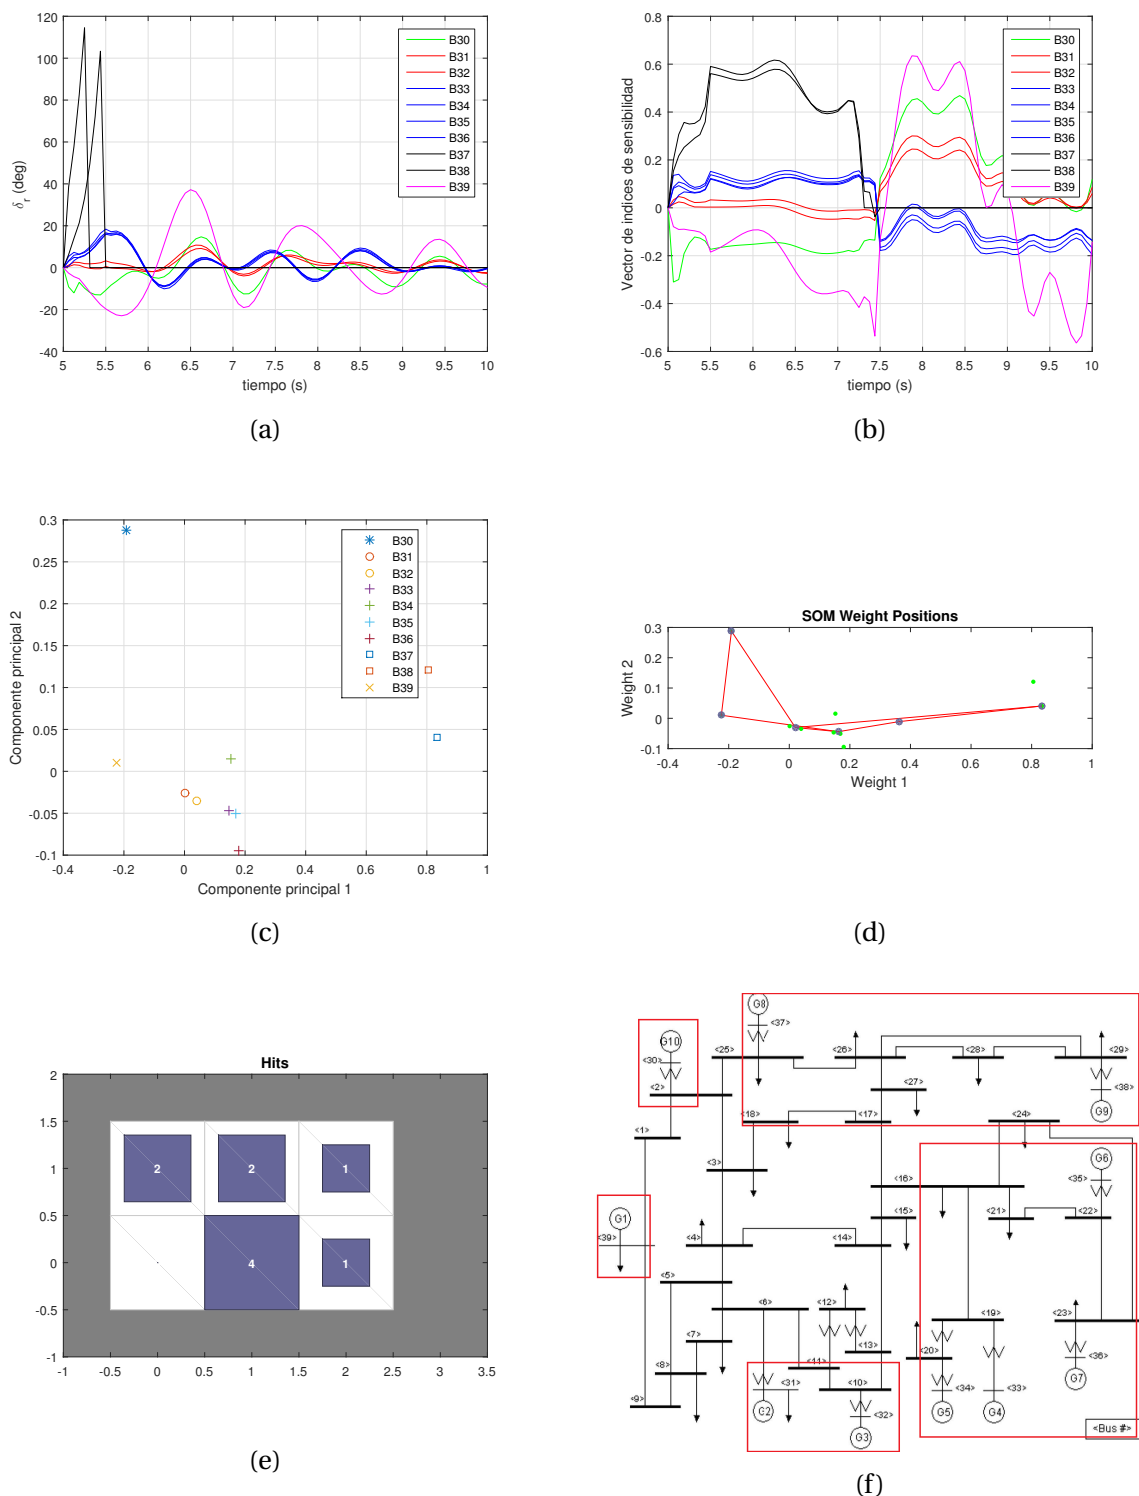 120
100
80
60
40
20
0
-20
-40
5
5.5
6
6.5
7
7.5
8
8.5
9
9.5
10
δr (deg)
tiempo (s)
B30
B31
B32
B33
B34
B35
B36
B37
B38
B39
(a)
0.8
0.6
0.4
0.2
0
-0.2
-0.4
-0.6
5
5.5
6
6.5
7
7.5
8
8.5
9
9.5
10
Vector de indices de sensibilidad
tiempo (s)
B30
B31
B32
B33
B34
B35
B36
B37
B38
B39
(b)
0.3
0.25
0.2
0.15
0.1
0.05
0
-0.05
-0.1
-0.4
-0.2
0
0.2
0.4
0.6
0.8
1
Componente principal 2
Componente principal 1
B30
B31
B32
B33
B34
B35
B36
B37
B38
B39
(c)
SOM Weight Positions
0.3
0.2
0.1
0
-0.1
-0.4
-0.2
0
0.2
0.4
0.6
0.8
1
Weight 2
Weight 1
(d)
Hits
2
1.5
1
0.5
0
-0.5
-1
-1
-0.5
0
0.5
1
1.5
2
2.5
3
3.5
2
2
1
4
1
(e)
G8
<37>
G10
<30>
<2>
<25>
<26>
<28>
<29>
<38>
G9
<27>
<18>
<17>
<24>
<1>
<3>
<16>
G6
<35>
<21>
<22>
<15>
G1
<39>
<4>
<14>
<5>
<6>
<12>
<19>
<23>
<7>
<13>
<20>
<36>
<8>
<11>
<10>
G7
<31>
<34>
<33>
<9>
G2
<32>
G3
G5
G4
<Bus #>
(f)